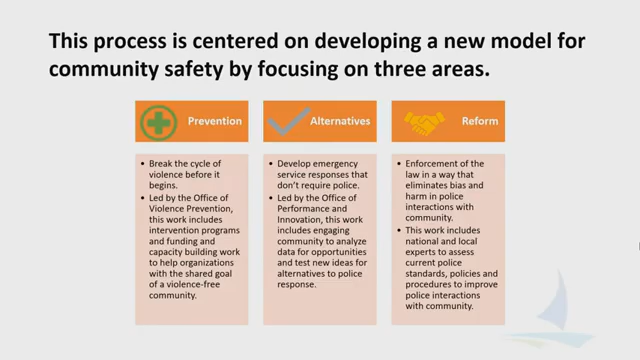 This process is centered on developing a new model for
community safety by focusing on three areas.
Prevention
• Break the cycle of
violence before it
begins.
• Led by the Office of
Violence Prevention,
this work includes
intervention programs
and funding and
capacity building work
to help organizations
with the shared goal
of a violence-free
community.
Alternatives
• Develop emergency
service responses that
don't require police.
• Led by the Office of
Performance and
Innovation, this work
includes engaging
community to analyze
data for opportunities
and test new ideas for
alternatives to police
response.
Reform
• Enforcement of the
law in a way that
eliminates bias and
harm in police
interactions with
community.
• This work includes
national and local
experts to assess
current police
standards, policies and
procedures to improve
police interactions
with community.